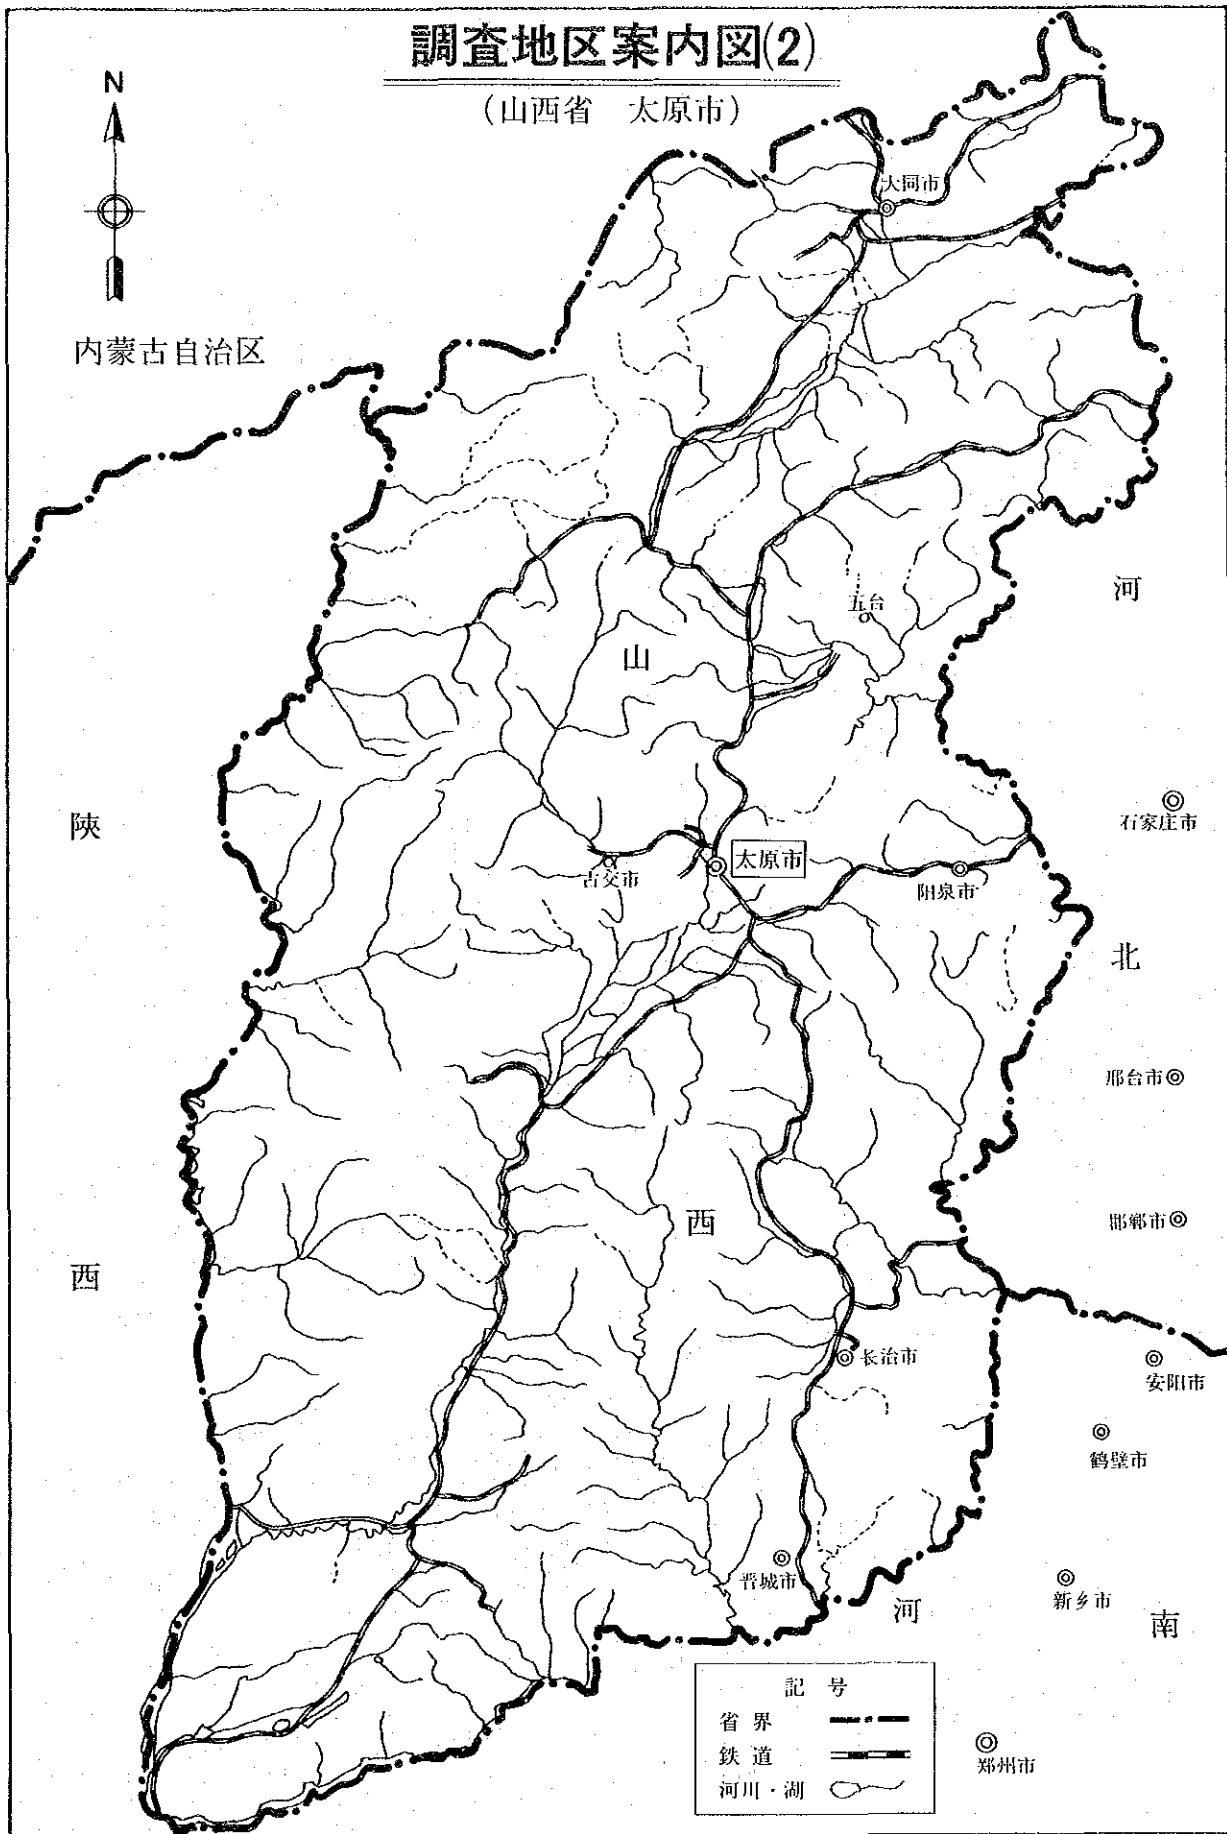 調査地区案内図(2)
(山西省 太原市)
N
大同市
内蒙古自治区
河
五台
山
陝
石家庄市
太原市
古交市
阳泉市
北
邢台市
西
邯郸市
西
长治市
安阳市
鹤壁市
晋城市
新乡市
河
南
記号
省界
鉄道
河川・湖
郑州市